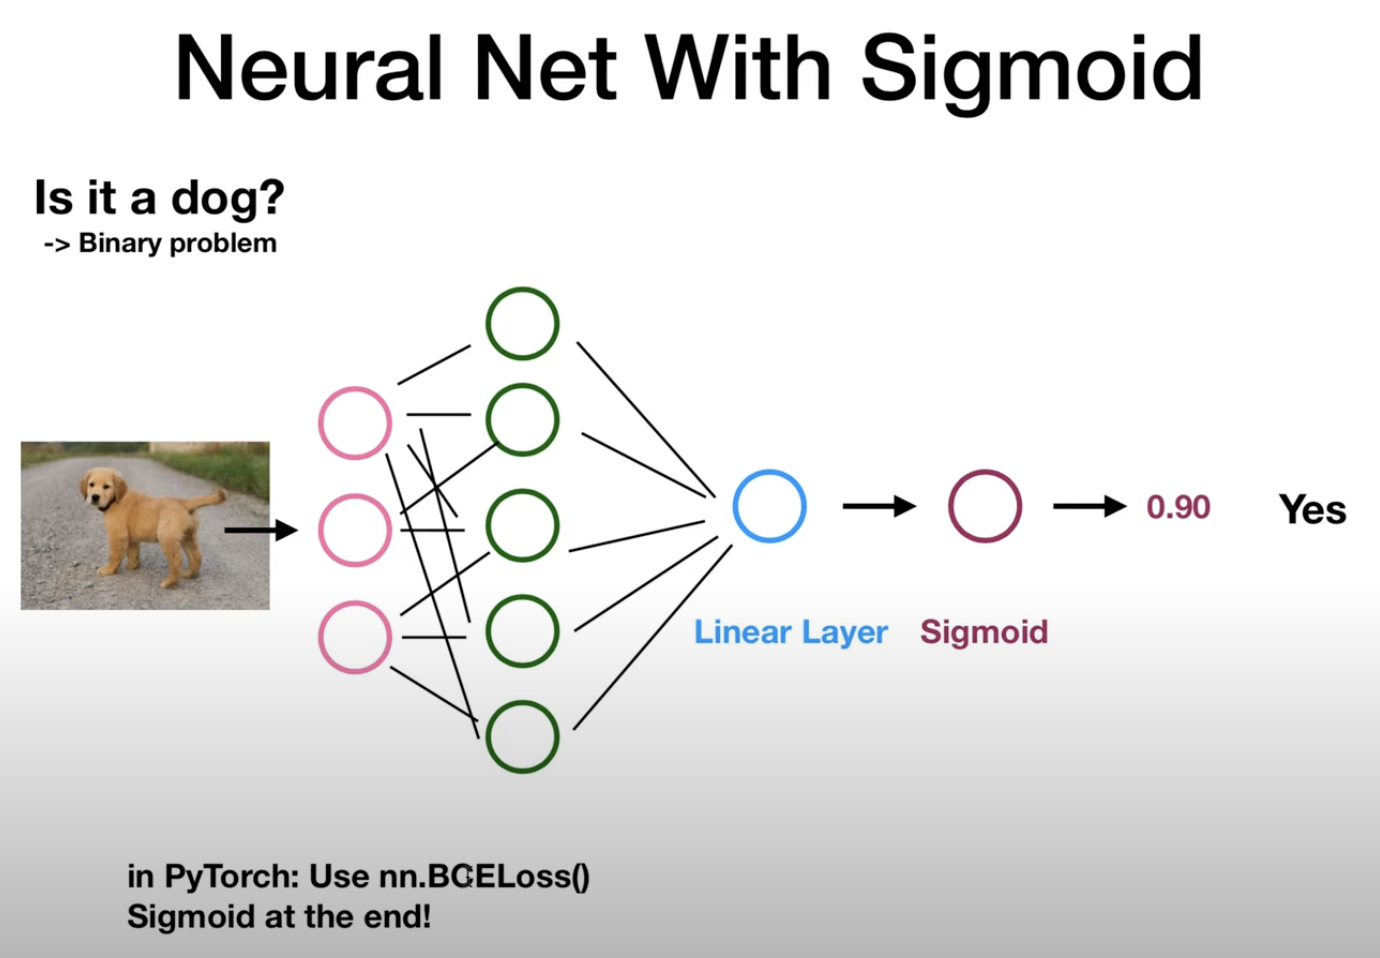 Neural Net With Sigmoid
Is it a dog?
-> Binary problem
0.90 Yes
Linear Layer Sigmoid
in PyTorch: Use nn.BCELoss()
Sigmoid at the end!